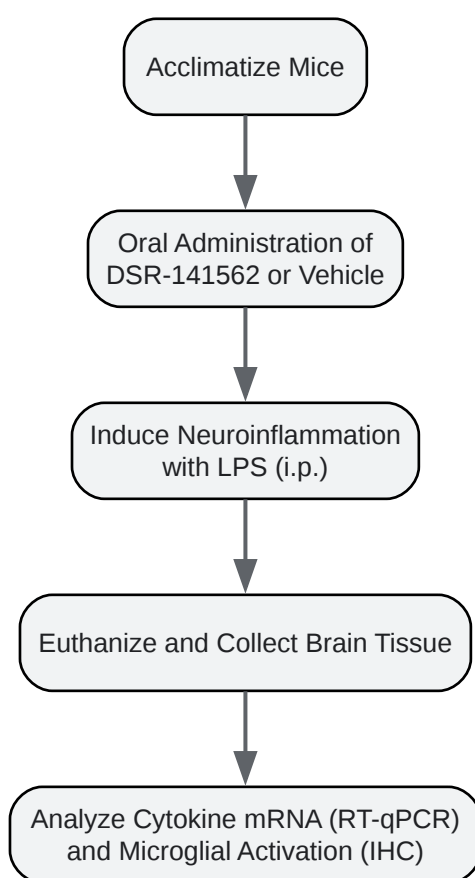 Acclimatize Mice
Oral Administration of
DSR-141562 or Vehicle
Induce Neuroinflammation
with LPS (i.p.)
Euthanize and Collect Brain Tissue
Analyze Cytokine mRNA (RT-qPCR)
and Microglial Activation (IHC)